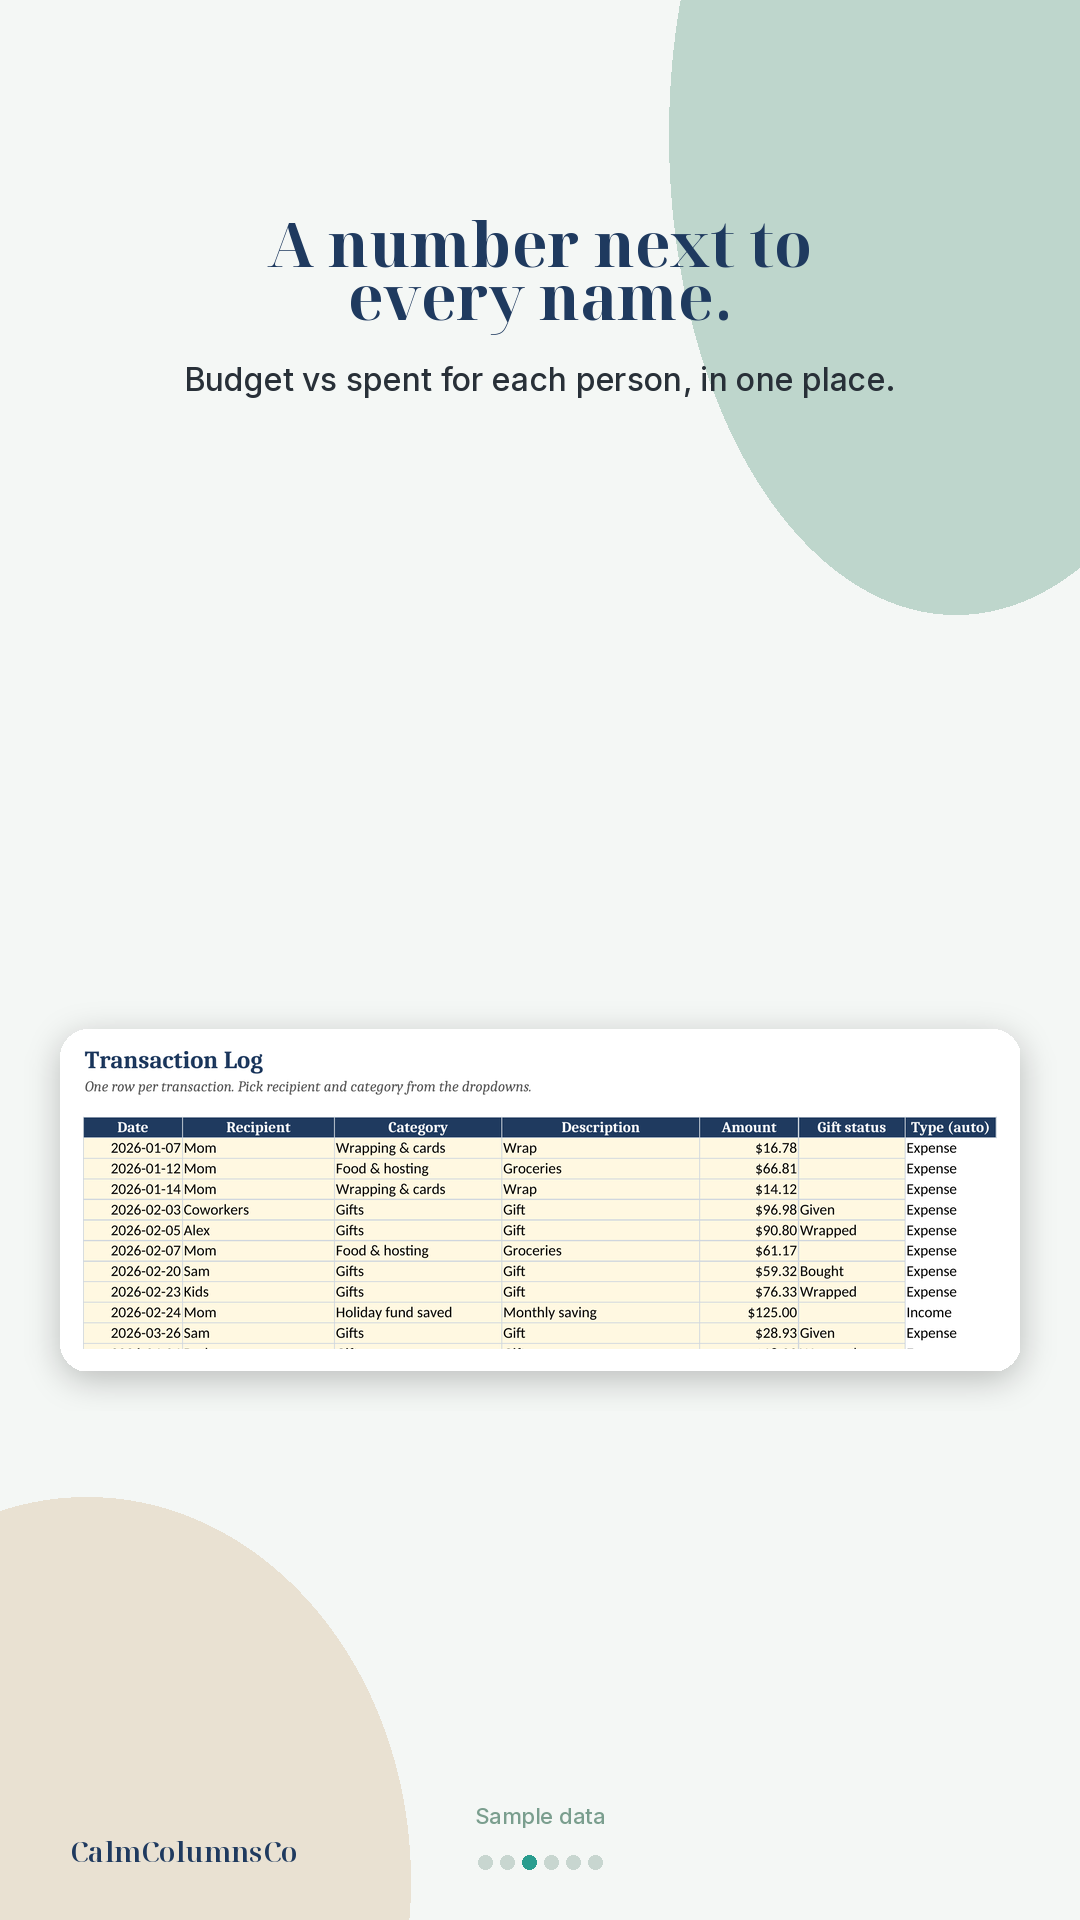 A number next to
every name.
Budget vs spent for each person, in one place.
Transaction Log
One row per transaction. Pick recipient and category from the dropdowns.
Date Recipient Category Description Amount Gift status Type (auto)
2026-01-07 Mom Wrapping & cards Wrap $16.78 Expense
2026-01-12 Mom Food & hosting Groceries $66.81 Expense
2026-01-14 Mom Wrapping & cards Wrap $14.12 Expense
2026-02-03 Coworkers Gifts Gift $96.98 Given Expense
2026-02-05 Alex Gifts Gift $90.80 Wrapped Expense
2026-02-07 Mom Food & hosting Groceries $61.17 Expense
2026-02-20 Sam Gifts Gift $59.32 Bought Expense
2026-02-23 Kids Gifts Gift $76.33 Wrapped Expense
2026-02-24 Mom Holiday fund saved Monthly saving $125.00 Income
2026-03-26 Sam Gifts Gift $28.93 Given Expense
Sample data
CalmColumnsCo